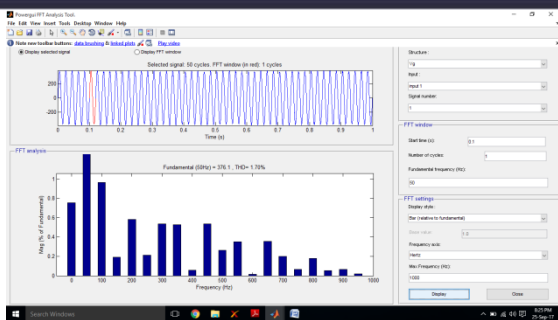 Powergui FFT Analysis Tool
File Edit View Insert Tools Desktop Window Help
Note new toolbar buttons: data brushing & linked plots Play video
Display selected signal Display FFT window
Selected signal: 50 cycles. FFT window (in red): 1 cycles
200
0
-200
0 0.1 0.2 0.3 0.4 0.5 0.6 0.7 0.8 0.9 1
Time (s)
FFT analysis
Fundamental (50Hz) = 376.1 , THD= 1.70%
Mag (% of Fundamental)
1
0.8
0.6
0.4
0.2
0
0 100 200 300 400 500 600 700 800 900 1000
Frequency (Hz)
Structure :
Input :
input 1
Signal number:
1
FFT window
Start time (s): 0.1
Number of cycles: 1
Fundamental frequency (Hz):
50
FFT settings
Display style :
Bar (relative to fundamental)
Base value: 1.0
Frequency axis:
Hertz
Max Frequency (Hz):
1000
Display Close
Search Windows
8:25 PM
25-Sep-17